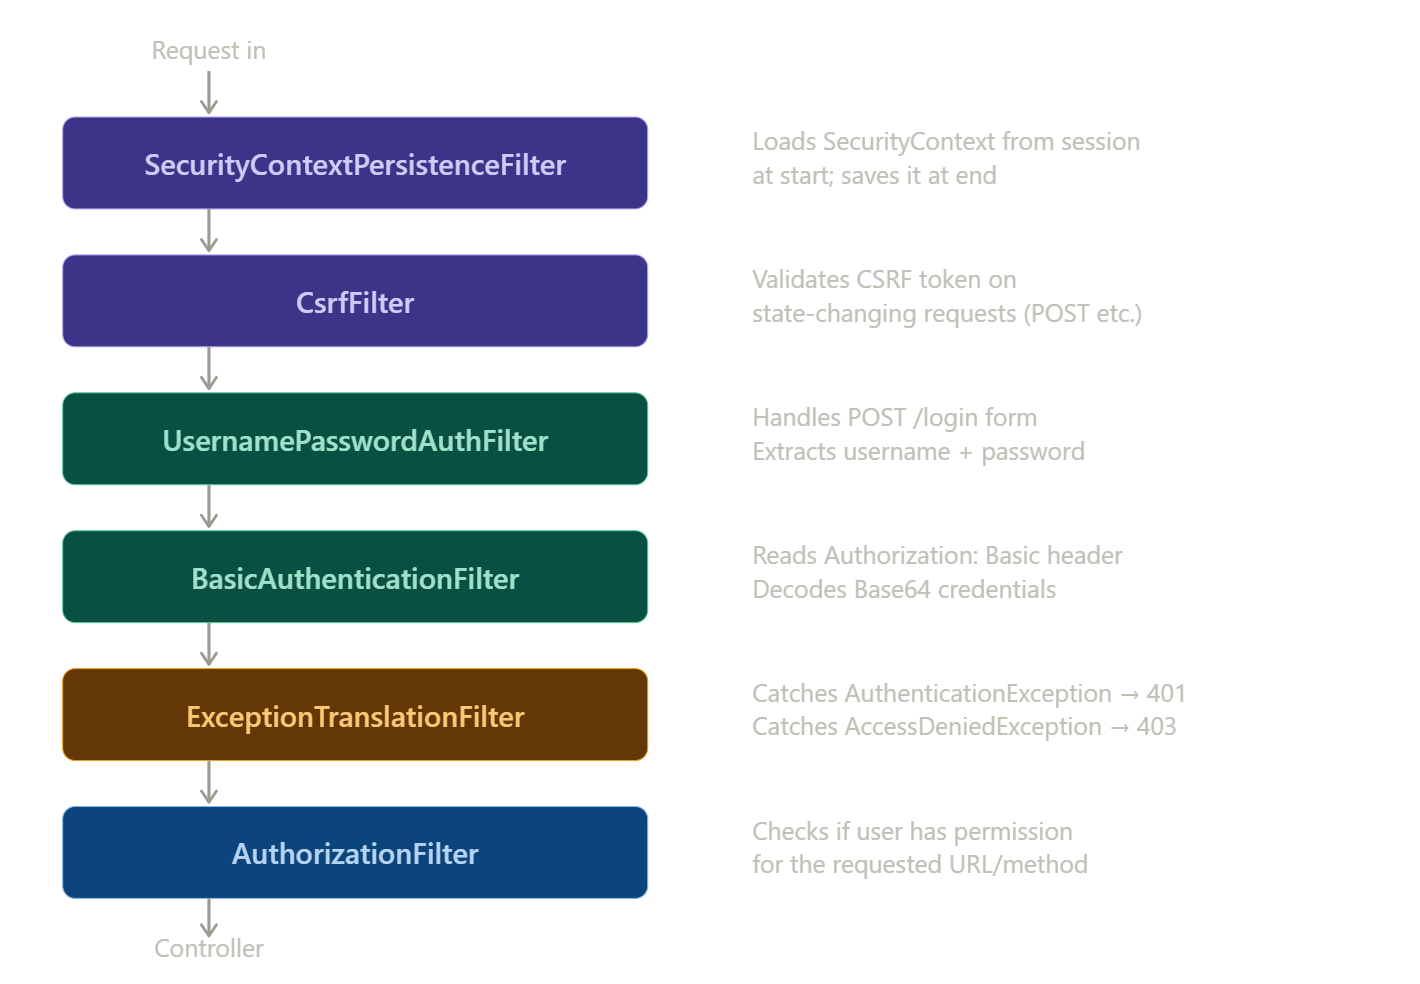 Request in
SecurityContextPersistenceFilter
Loads SecurityContext from session
at start; saves it at end
CsrfFilter
Validates CSRF token on
state-changing requests (POST etc.)
UsernamePasswordAuthFilter
Handles POST /login form
Extracts username + password
BasicAuthenticationFilter
Reads Authorization: Basic header
Decodes Base64 credentials
ExceptionTranslationFilter
Catches AuthenticationException → 401
Catches AccessDeniedException → 403
AuthorizationFilter
Checks if user has permission
for the requested URL/method
Controller